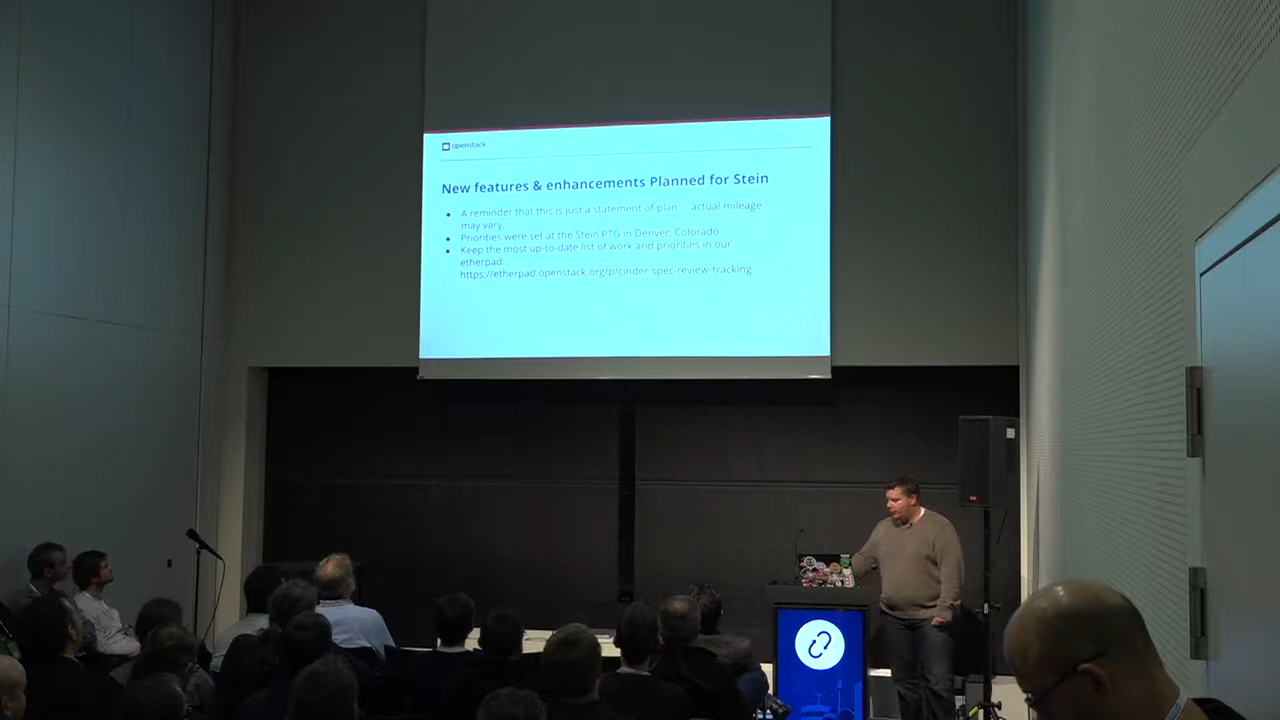 openstack
New features & enhancements Planned for Stein
A reminder that this is just a statement of plan ... actual mileage
may vary.
Priorities were set at the Stein PTG in Denver, Colorado.
Keep the most up-to-date list of work and priorities in our
etherpad:
https://etherpad.openstack.org/p/cinder-spec-review-tracking